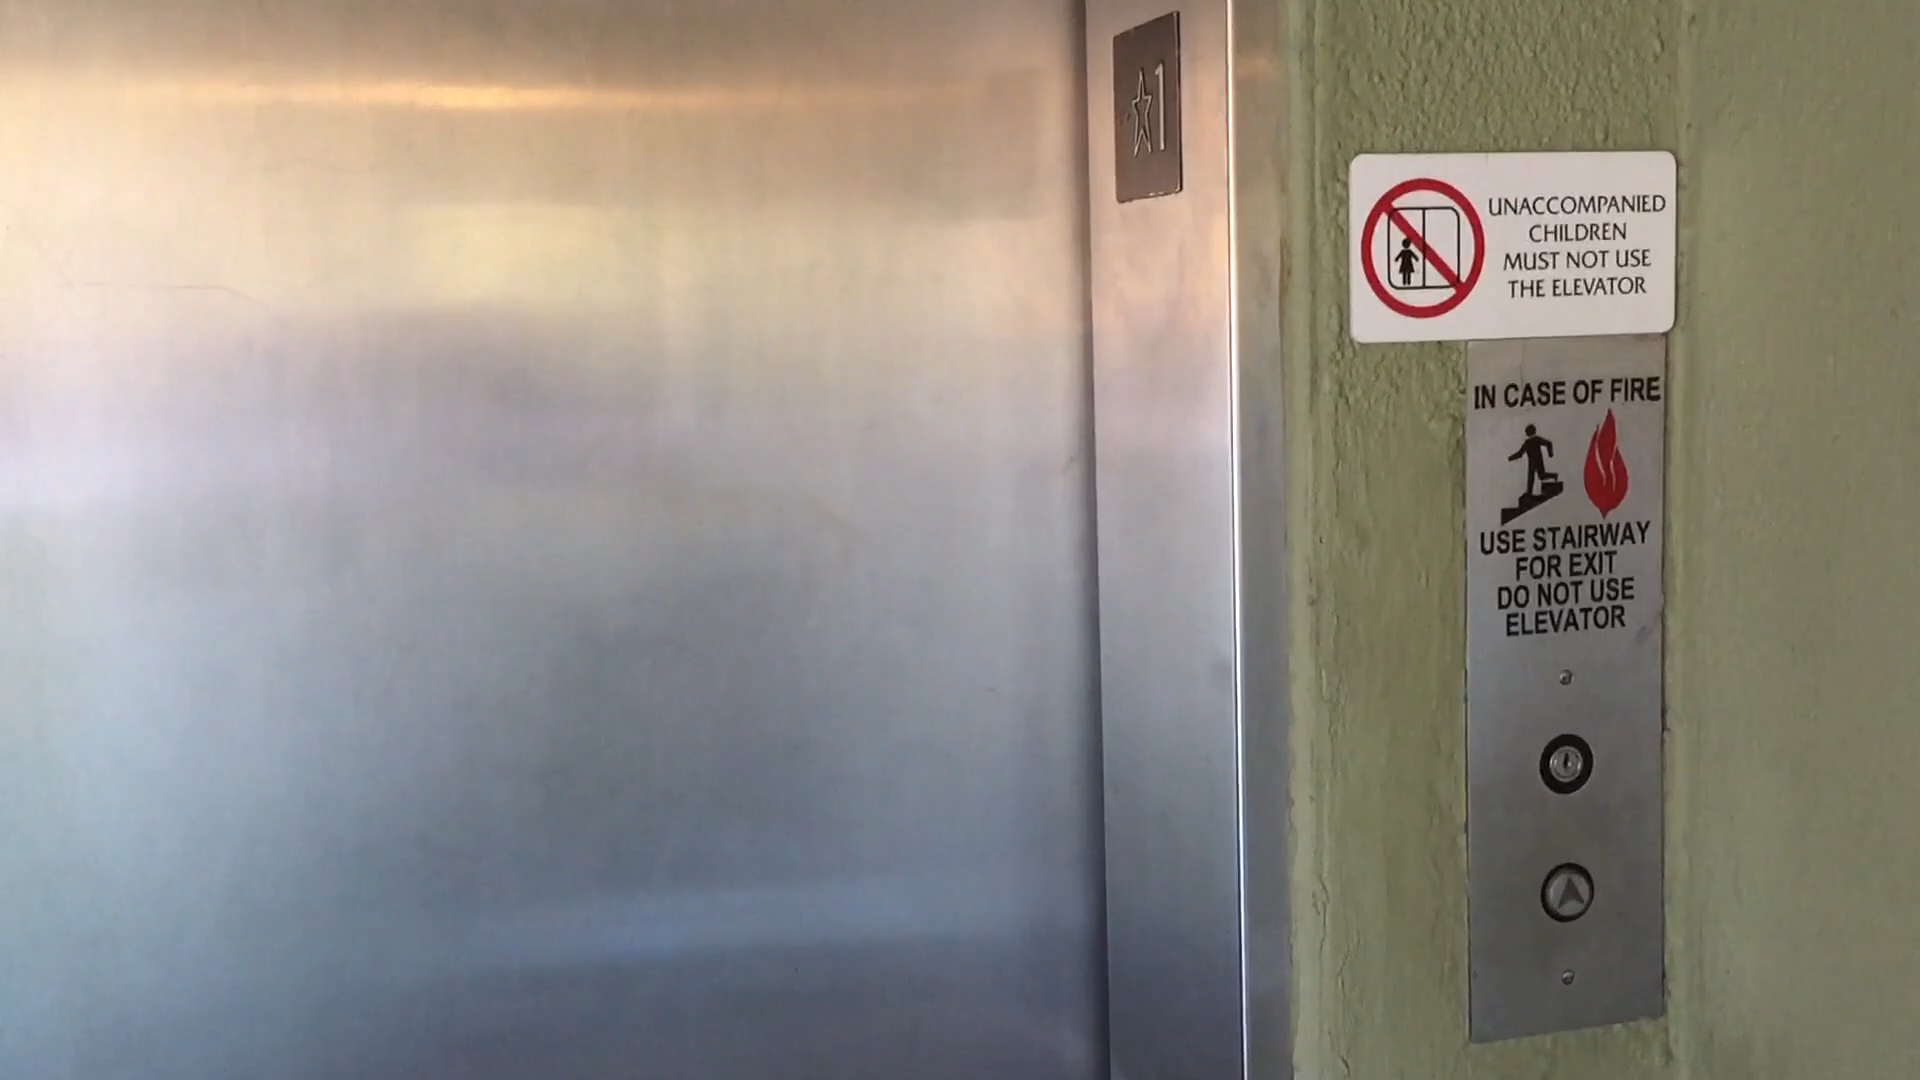 ☆1
UNACCOMPANIED
CHILDREN
MUST NOT USE
THE ELEVATOR
IN CASE OF FIRE
USE STAIRWAY
FOR EXIT
DO NOT USE
ELEVATOR